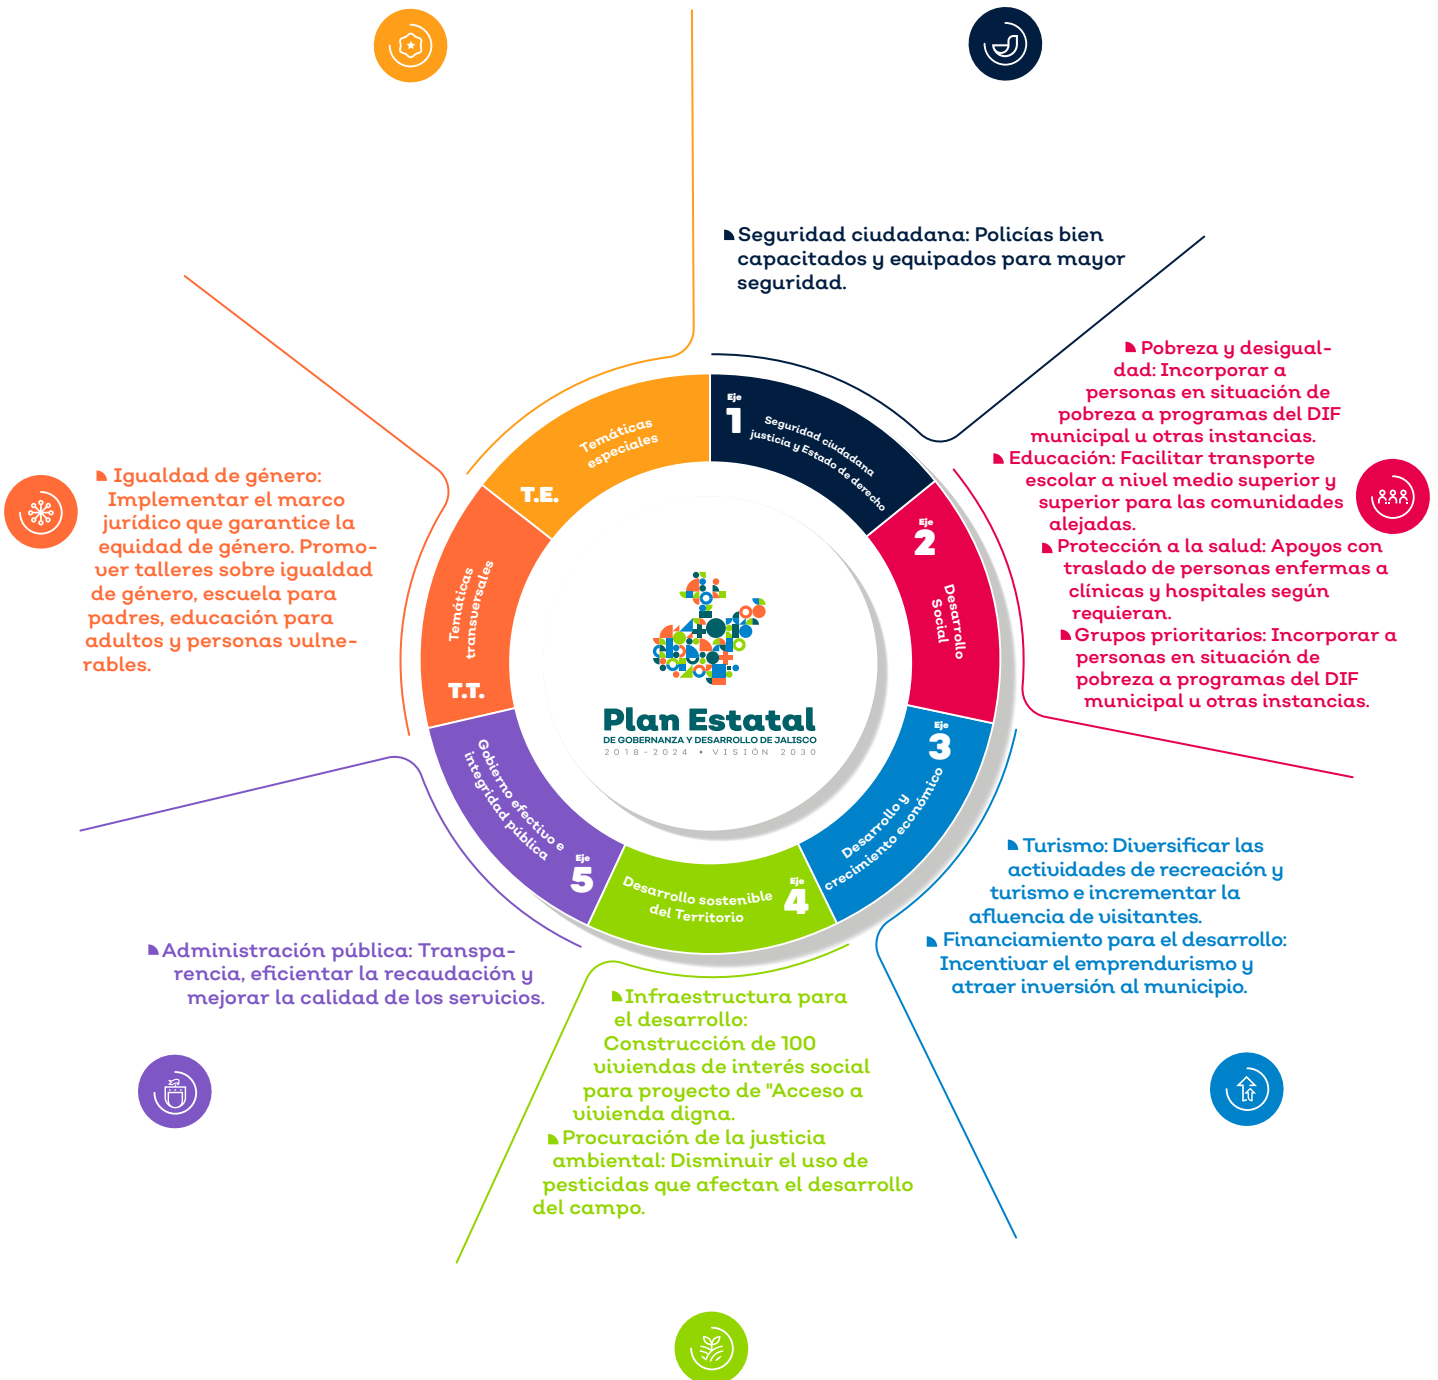 Seguridad ciudadana: Policías bien
capacitados y equipados para mayor
seguridad.
Pobreza y desigual-
dad: Incorporar a
personas en situación de
pobreza a programas del DIF
municipal u otras instancias.
Educación: Facilitar transporte
escolar a nivel medio superior y
superior para las comunidades
alejadas.
Protección a la salud: Apoyos con
traslado de personas enfermas a
clínicas y hospitales según
requieran.
Grupos prioritarios: Incorporar a
personas en situación de
pobreza a programas del DIF
municipal u otras instancias.
Turismo: Diversificar las
actividades de recreación y
turismo e incrementar la
afluencia de visitantes.
Financiamiento para el desarrollo:
Incentivar el emprendurismo y
atraer inversión al municipio.
Infraestructura para
el desarrollo:
Construcción de 100
viviendas de interés social
para proyecto de "Acceso a
vivienda digna.
Procuración de la justicia
ambiental: Disminuir el uso de
pesticidas que afectan el desarrollo
del campo.
Administración pública: Transpa-
rencia, eficientar la recaudación y
mejorar la calidad de los servicios.
Igualdad de género:
Implementar el marco
jurídico que garantice la
equidad de género. Promo-
ver talleres sobre igualdad
de género, escuela para
padres, educación para
adultos y personas vulne-
rables.
Eje
1
Seguridad ciudadana
justicia y Estado de derecho
Eje
2
Desarrollo
Social
Eje
3
Desarrollo y
crecimiento económico
Eje
4
Desarrollo sostenible
del Territorio
Eje
5
Gobierno efectivo e
integridad pública
T.T.
Temáticas
transversales
T.E.
Temáticas
especiales
Plan Estatal
DE GOBERNANZA Y DESARROLLO DE JALISCO
2018-2024 • VISIÓN 2030